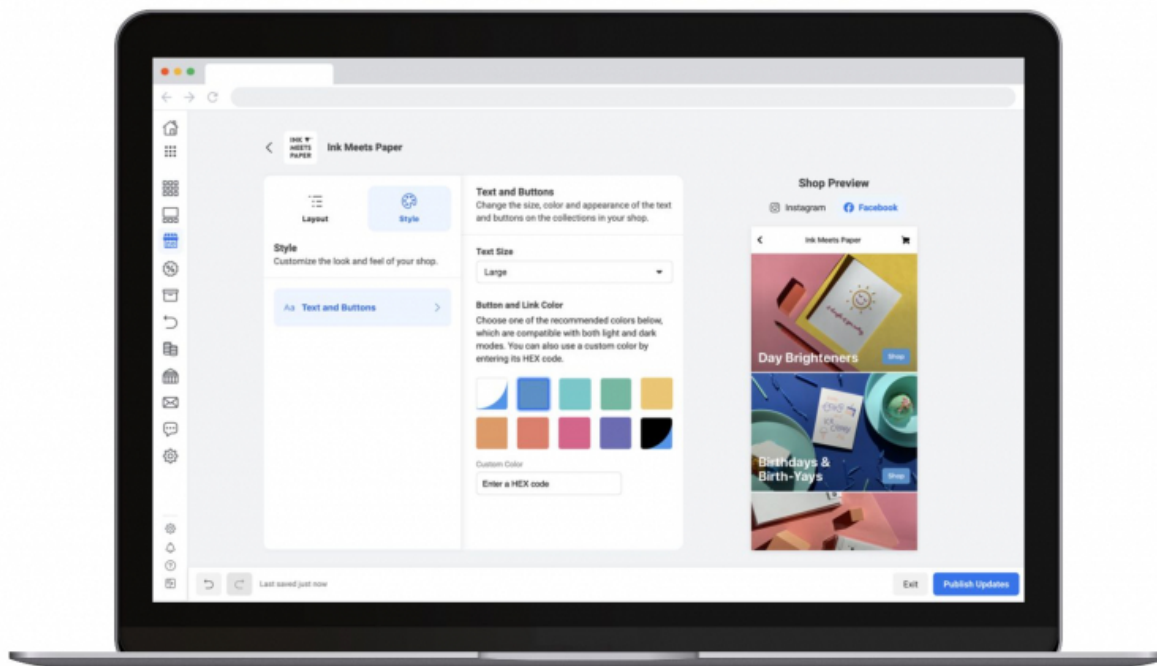 INK
MEETS
PAPER
Ink Meets Paper
Layout
Style
Style
Customize the look and feel of your shop.
Aa Text and Buttons
Text and Buttons
Change the size, color and appearance of the text
and buttons on the collections in your shop.
Text Size
Large
Button and Link Color
Choose one of the recommended colors below,
which are compatible with both light and dark
modes. You can also use a custom color by
entering its HEX code.
Custom Color
Enter a HEX code
Shop Preview
Instagram
Facebook
Ink Meets Paper
Day Brighteners
Shop
Birthdays &
Birth-Yays
Shop
Last saved just now
Exit
Publish Updates